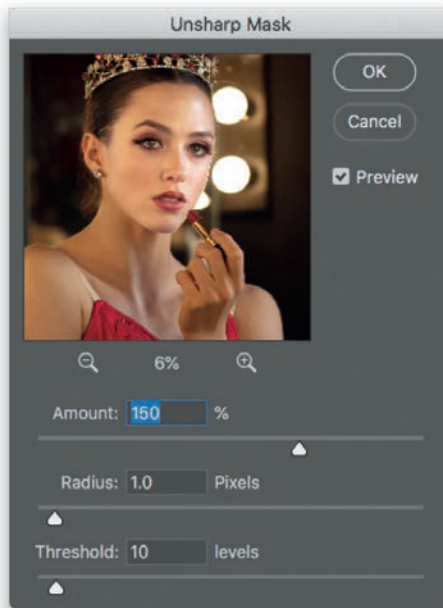 Unsharp Mask
OK
Cancel
Preview
6%
Amount: 150 %
Radius: 1.0 Pixels
Threshold: 10 levels